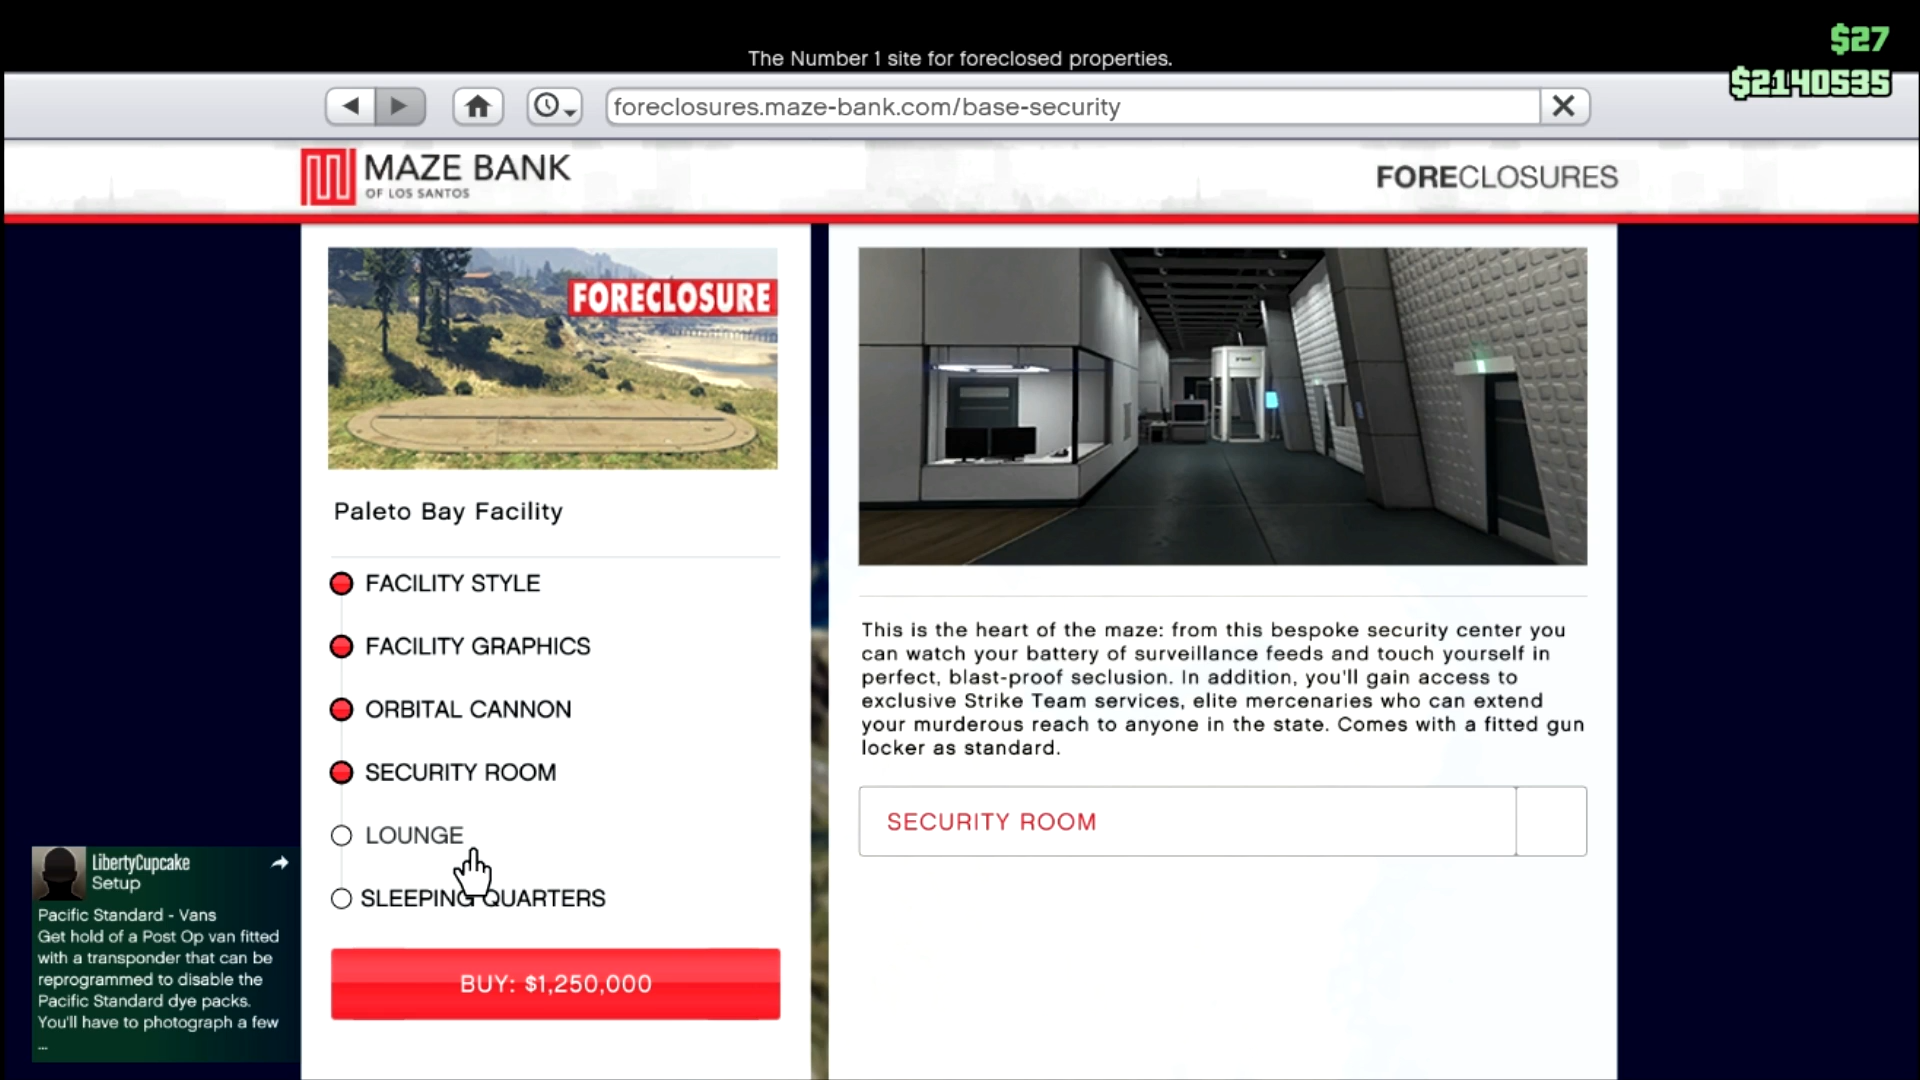 $27
The Number 1 site for foreclosed properties.
$2140535
foreclosures.maze-bank.com/base-security
MAZE BANK
OF LOS SANTOS
FORECLOSURES
FORECLOSURE
Paleto Bay Facility
FACILITY STYLE
FACILITY GRAPHICS
ORBITAL CANNON
SECURITY ROOM
LOUNGE
SLEEPING QUARTERS
BUY: $1,250,000
This is the heart of the maze: from this bespoke security center you
can watch your battery of surveillance feeds and touch yourself in
perfect, blast-proof seclusion. In addition, you'll gain access to
exclusive Strike Team services, elite mercenaries who can extend
your murderous reach to anyone in the state. Comes with a fitted gun
locker as standard.
SECURITY ROOM
LibertyCupcake
Setup
Pacific Standard - Vans
Get hold of a Post Op van fitted
with a transponder that can be
reprogrammed to disable the
Pacific Standard dye packs.
You'll have to photograph a few
...